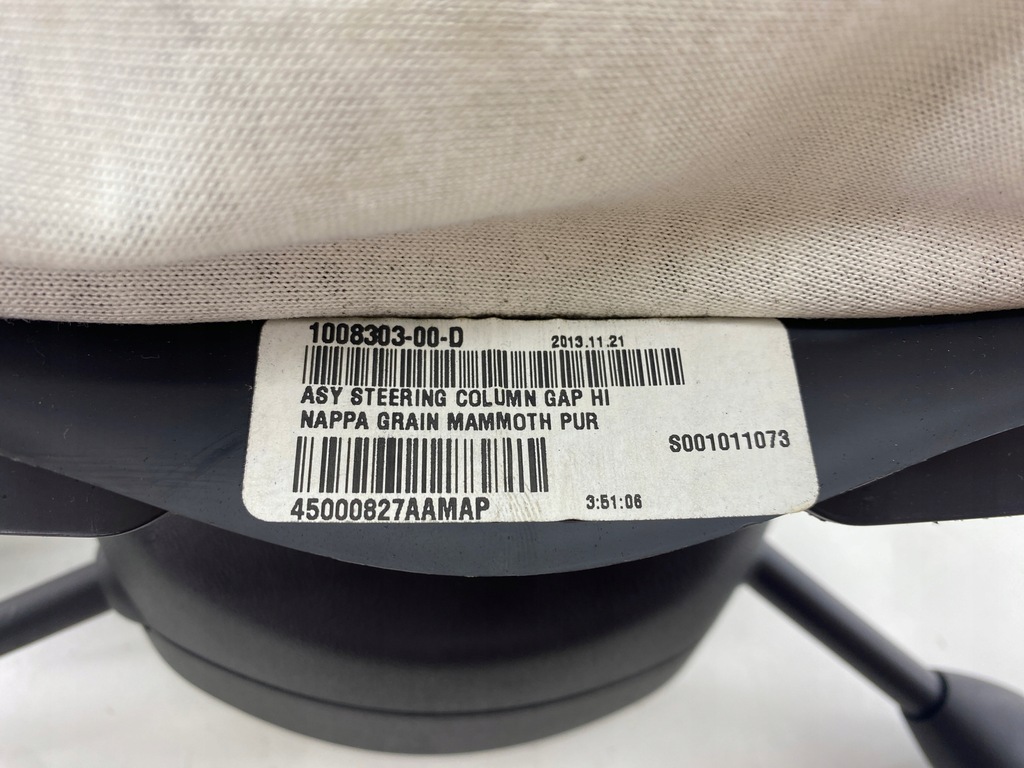 1008303-00-D 2013.11.21
ASY STEERING COLUMN GAP HI
NAPPA GRAIN MAMMOTH PUR
S001011073
45000827AAMAP 3:51:06